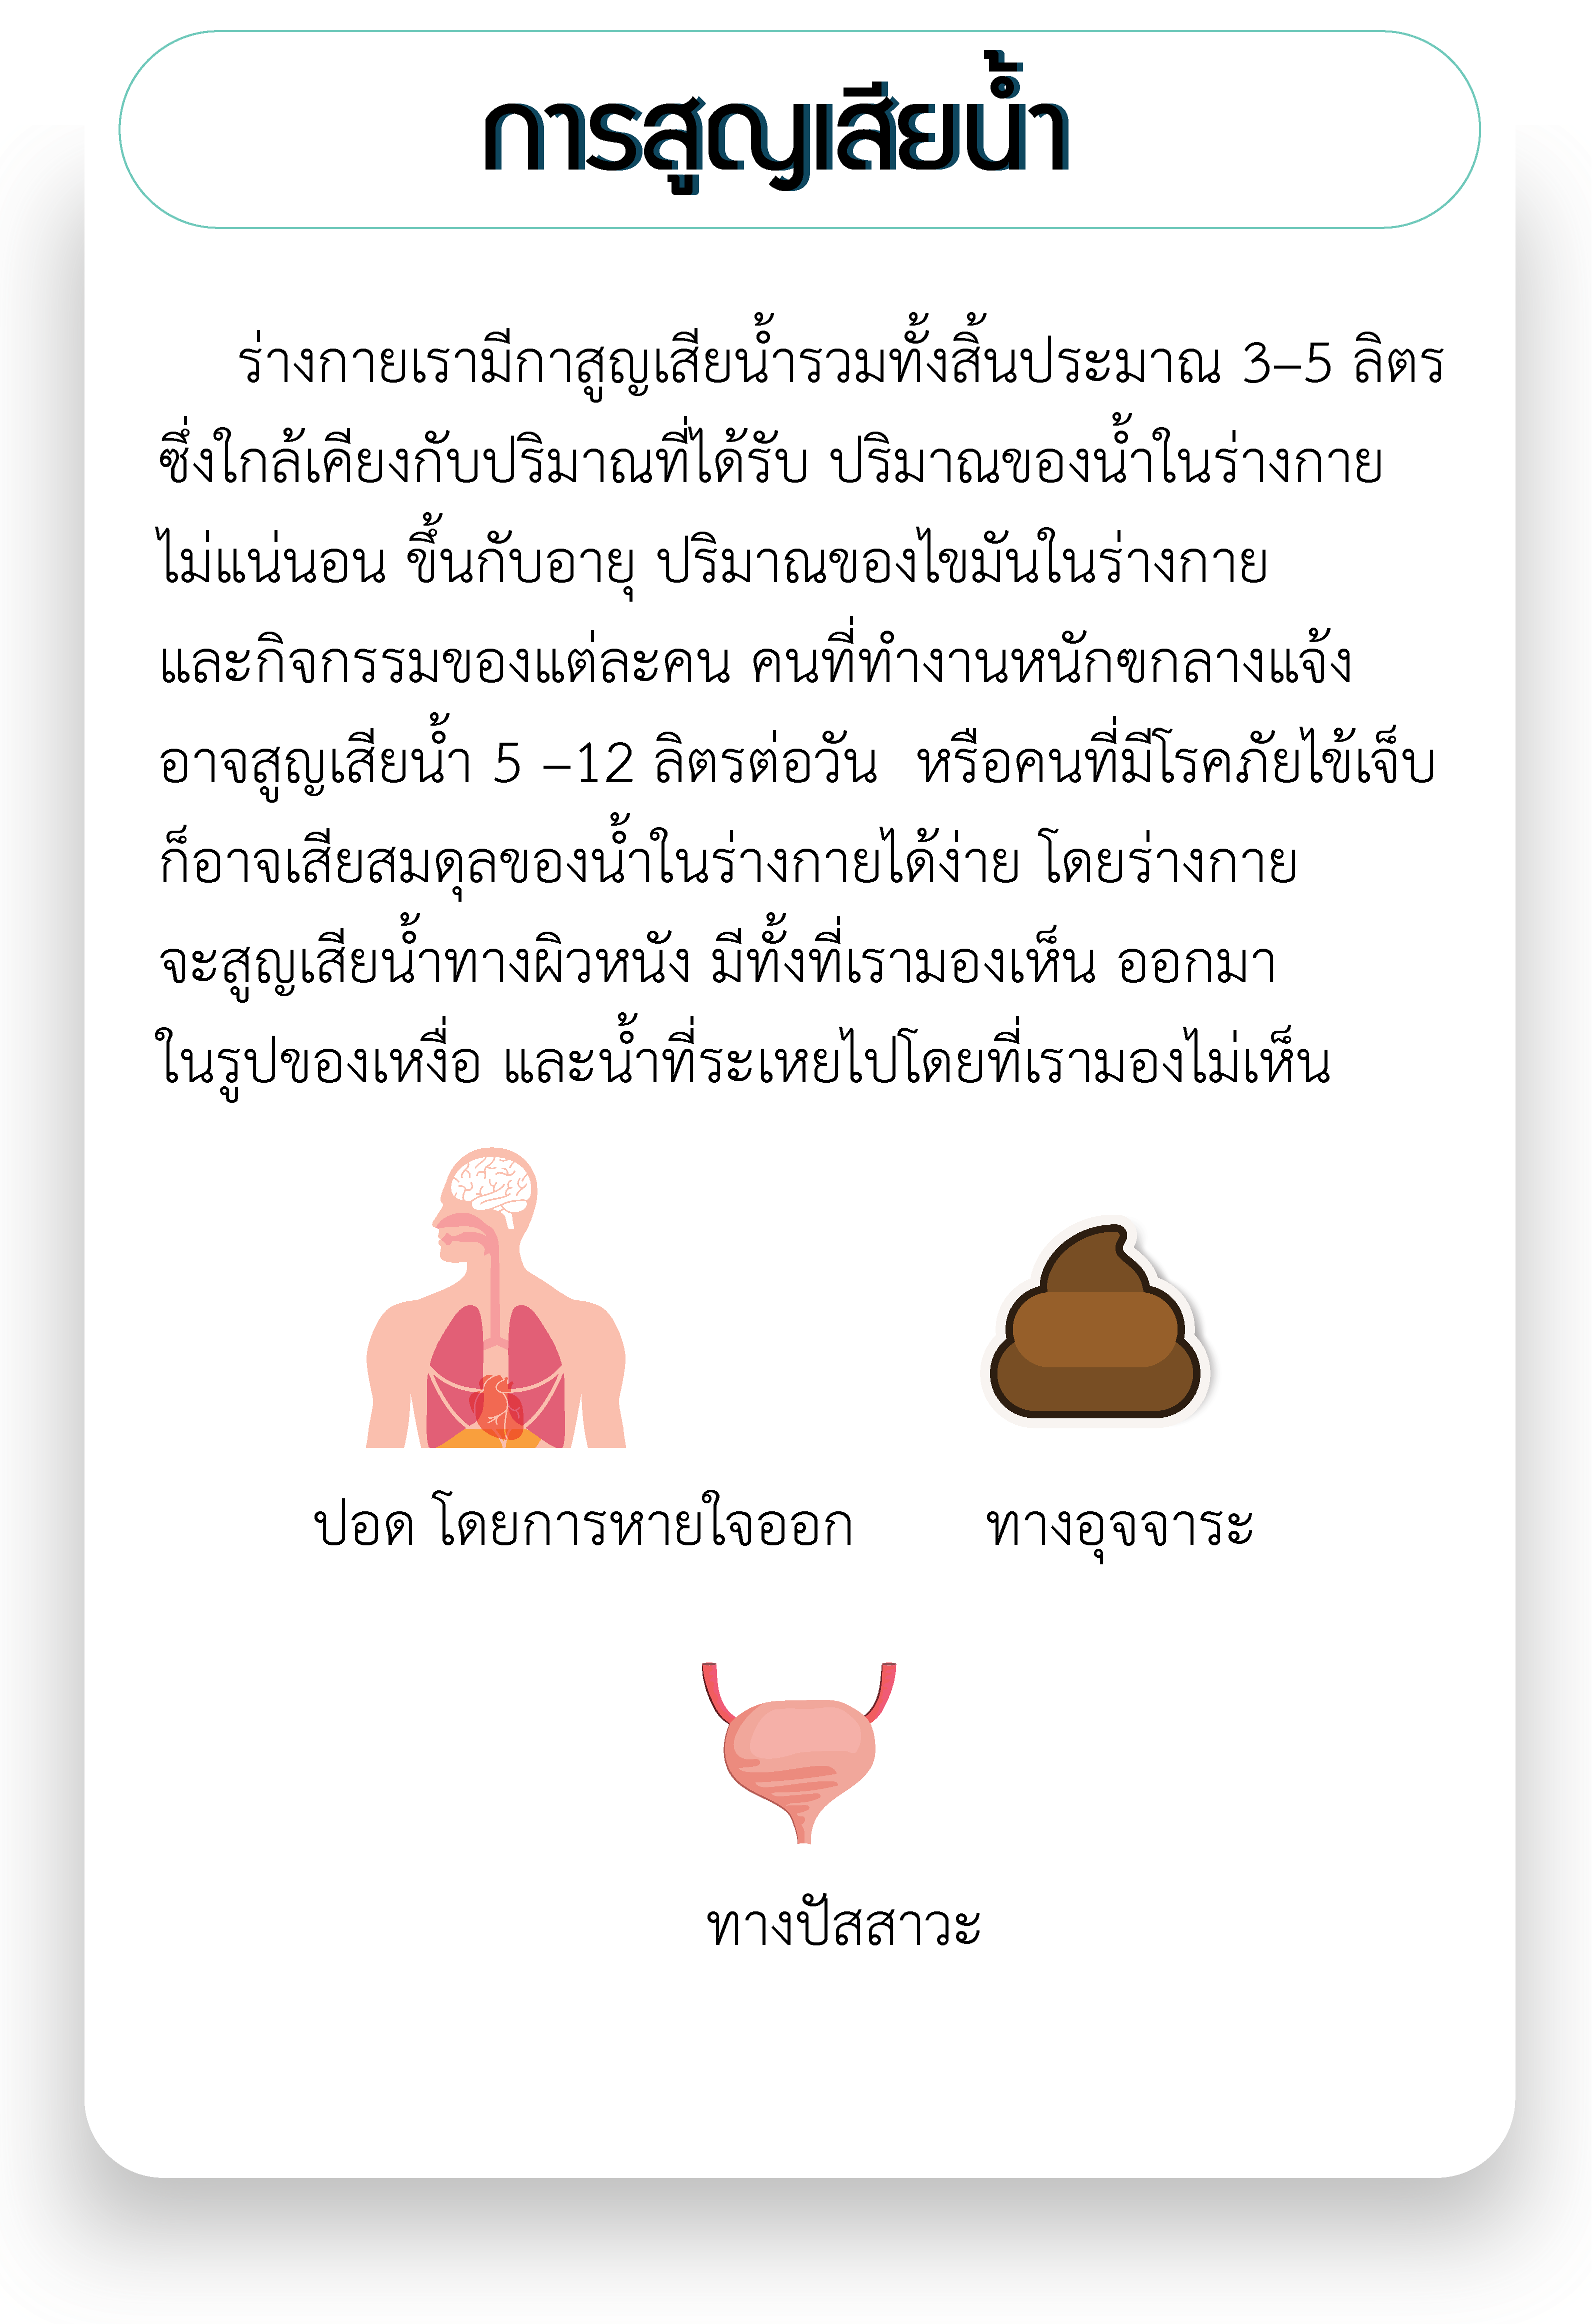 การสูญเสียน้ำ
ร่างกายเรามีกาสูญเสียน้ำรวมทั้งสิ้นประมาณ 3–5 ลิตร
ซึ่งใกล้เคียงกับปริมาณที่ได้รับ ปริมาณของน้ำในร่างกาย
ไม่แน่นอน ขึ้นกับอายุ ปริมาณของไขมันในร่างกาย
และกิจกรรมของแต่ละคน คนที่ทำงานหนักฃกลางแจ้ง
อาจสูญเสียน้ำ 5 –12 ลิตรต่อวัน  หรือคนที่มีโรคภัยไข้เจ็บ
ก็อาจเสียสมดุลของน้ำในร่างกายได้ง่าย โดยร่างกาย
จะสูญเสียน้ำทางผิวหนัง มีทั้งที่เรามองเห็น ออกมา
ในรูปของเหงื่อ และน้ำที่ระเหยไปโดยที่เรามองไม่เห็น
ปอด โดยการหายใจออก
ทางอุจจาระ
ทางปัสสาวะ